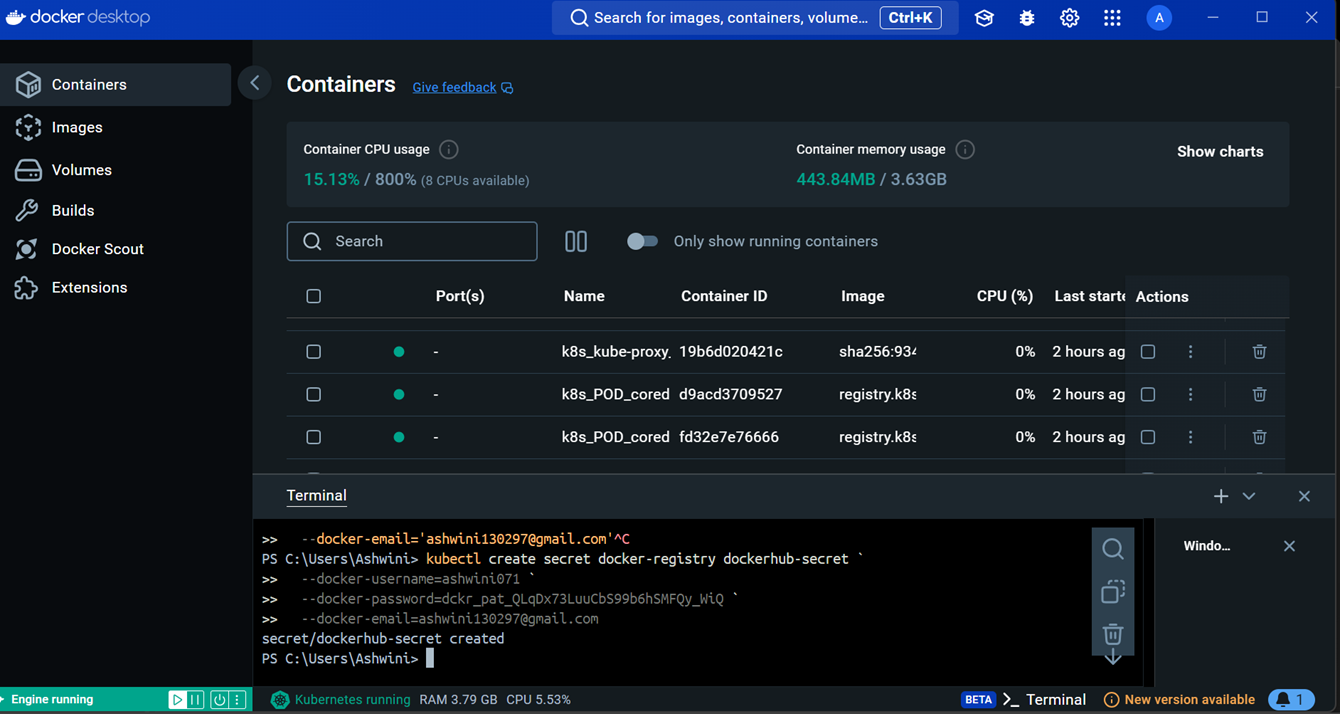 docker desktop
Search for images, containers, volume... Ctrl+K
A
Containers
Images
Volumes
Builds
Docker Scout
Extensions
Containers Give feedback
Container CPU usage
15.13% / 800% (8 CPUs available)
Container memory usage
443.84MB / 3.63GB
Show charts
Search
Only show running containers
Port(s) Name Container ID Image CPU (%) Last starte Actions
- k8s_kube-proxy. 19b6d020421c sha256:934 0% 2 hours ag
- k8s_POD_cored d9acd3709527 registry.k8s 0% 2 hours ag
- k8s_POD_cored fd32e7e76666 registry.k8s 0% 2 hours ag
Terminal
>> --docker-email='ashwini130297@gmail.com'^C
PS C:\Users\Ashwini> kubectl create secret docker-registry dockerhub-secret `
>> --docker-username=ashwini071 `
>> --docker-password=dckr_pat_QLqDx73LuuCbS99b6hSMFQy_WiQ `
>> --docker-email=ashwini130297@gmail.com
secret/dockerhub-secret created
PS C:\Users\Ashwini>
Windo...
Engine running
Kubernetes running RAM 3.79 GB CPU 5.53%
BETA >_ Terminal
New version available
1